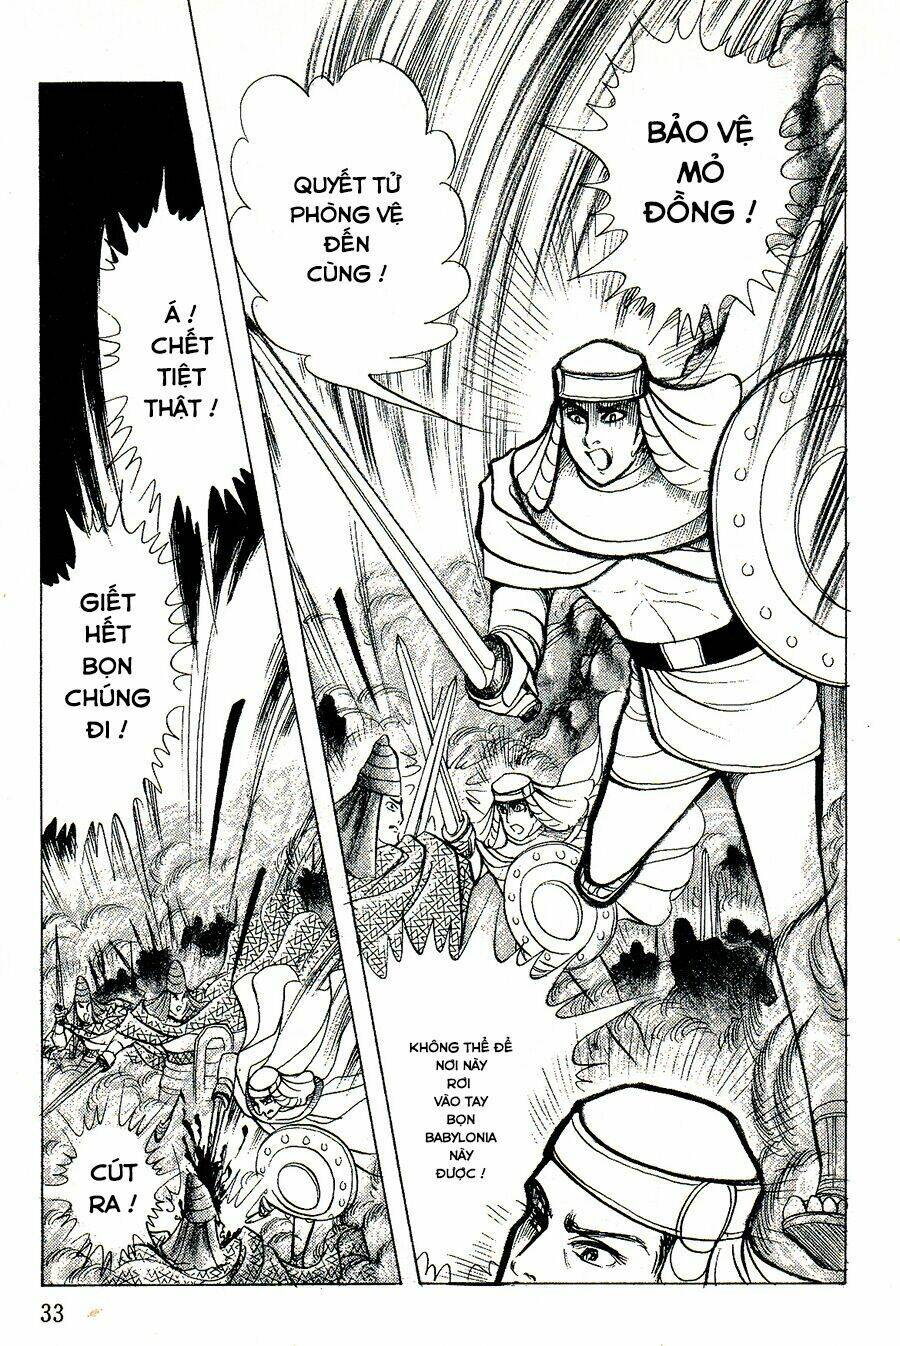 BẢO VỆ
MỎ
ĐỒNG !
QUYẾT TỬ
PHÒNG VỆ
ĐẾN
CÙNG !
KHÔNG THỂ ĐỂ
NƠI NÀY
RƠI
VÀO TAY
BỌN
BABYLONIA
NÀY
ĐƯỢC !
Á !
CHẾT
TIỆT
THẬT !
GIẾT
HẾT
BỌN
CHÚNG
ĐI !
CÚT
RA !
33